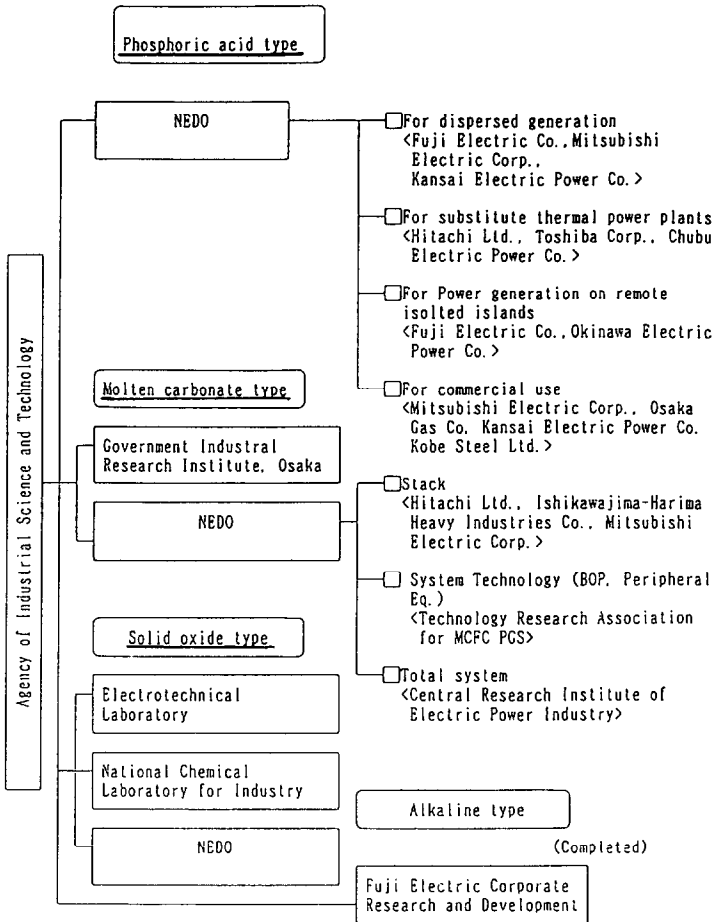 Phosphoric acid type
NEDO
For dispersed generation
<Fuji Electric Co.,Mitsubishi
Electric Corp.,
Kansai Electric Power Co.>
For substitute thermal power plants
<Hitachi Ltd., Toshiba Corp., Chubu
Electric Power Co.>
For Power generation on remote
isolted islands
<Fuji Electric Co.,Okinawa Electric
Power Co.>
For commercial use
<Mitsubishi Electric Corp., Osaka
Gas Co, Kansai Electric Power Co.
Kobe Steel Ltd.>
Agency of Industrial Science and Technology
Molten carbonate type
Government Industral
Research Institute, Osaka
NEDO
Stack
<Hitachi Ltd., Ishikawajima-Harima
Heavy Industries Co., Mitsubishi
Electric Corp.>
System Technology (BOP, Peripheral
Eq.)
<Technology Research Association
for MCFC PGS>
Total system
<Central Research Institute of
Electric Power Industry>
Solid oxide type
Electrotechnical
Laboratory
National Chemical
Laboratory for Industry
NEDO
Alkaline type
(Completed)
Fuji Electric Corporate
Research and Development